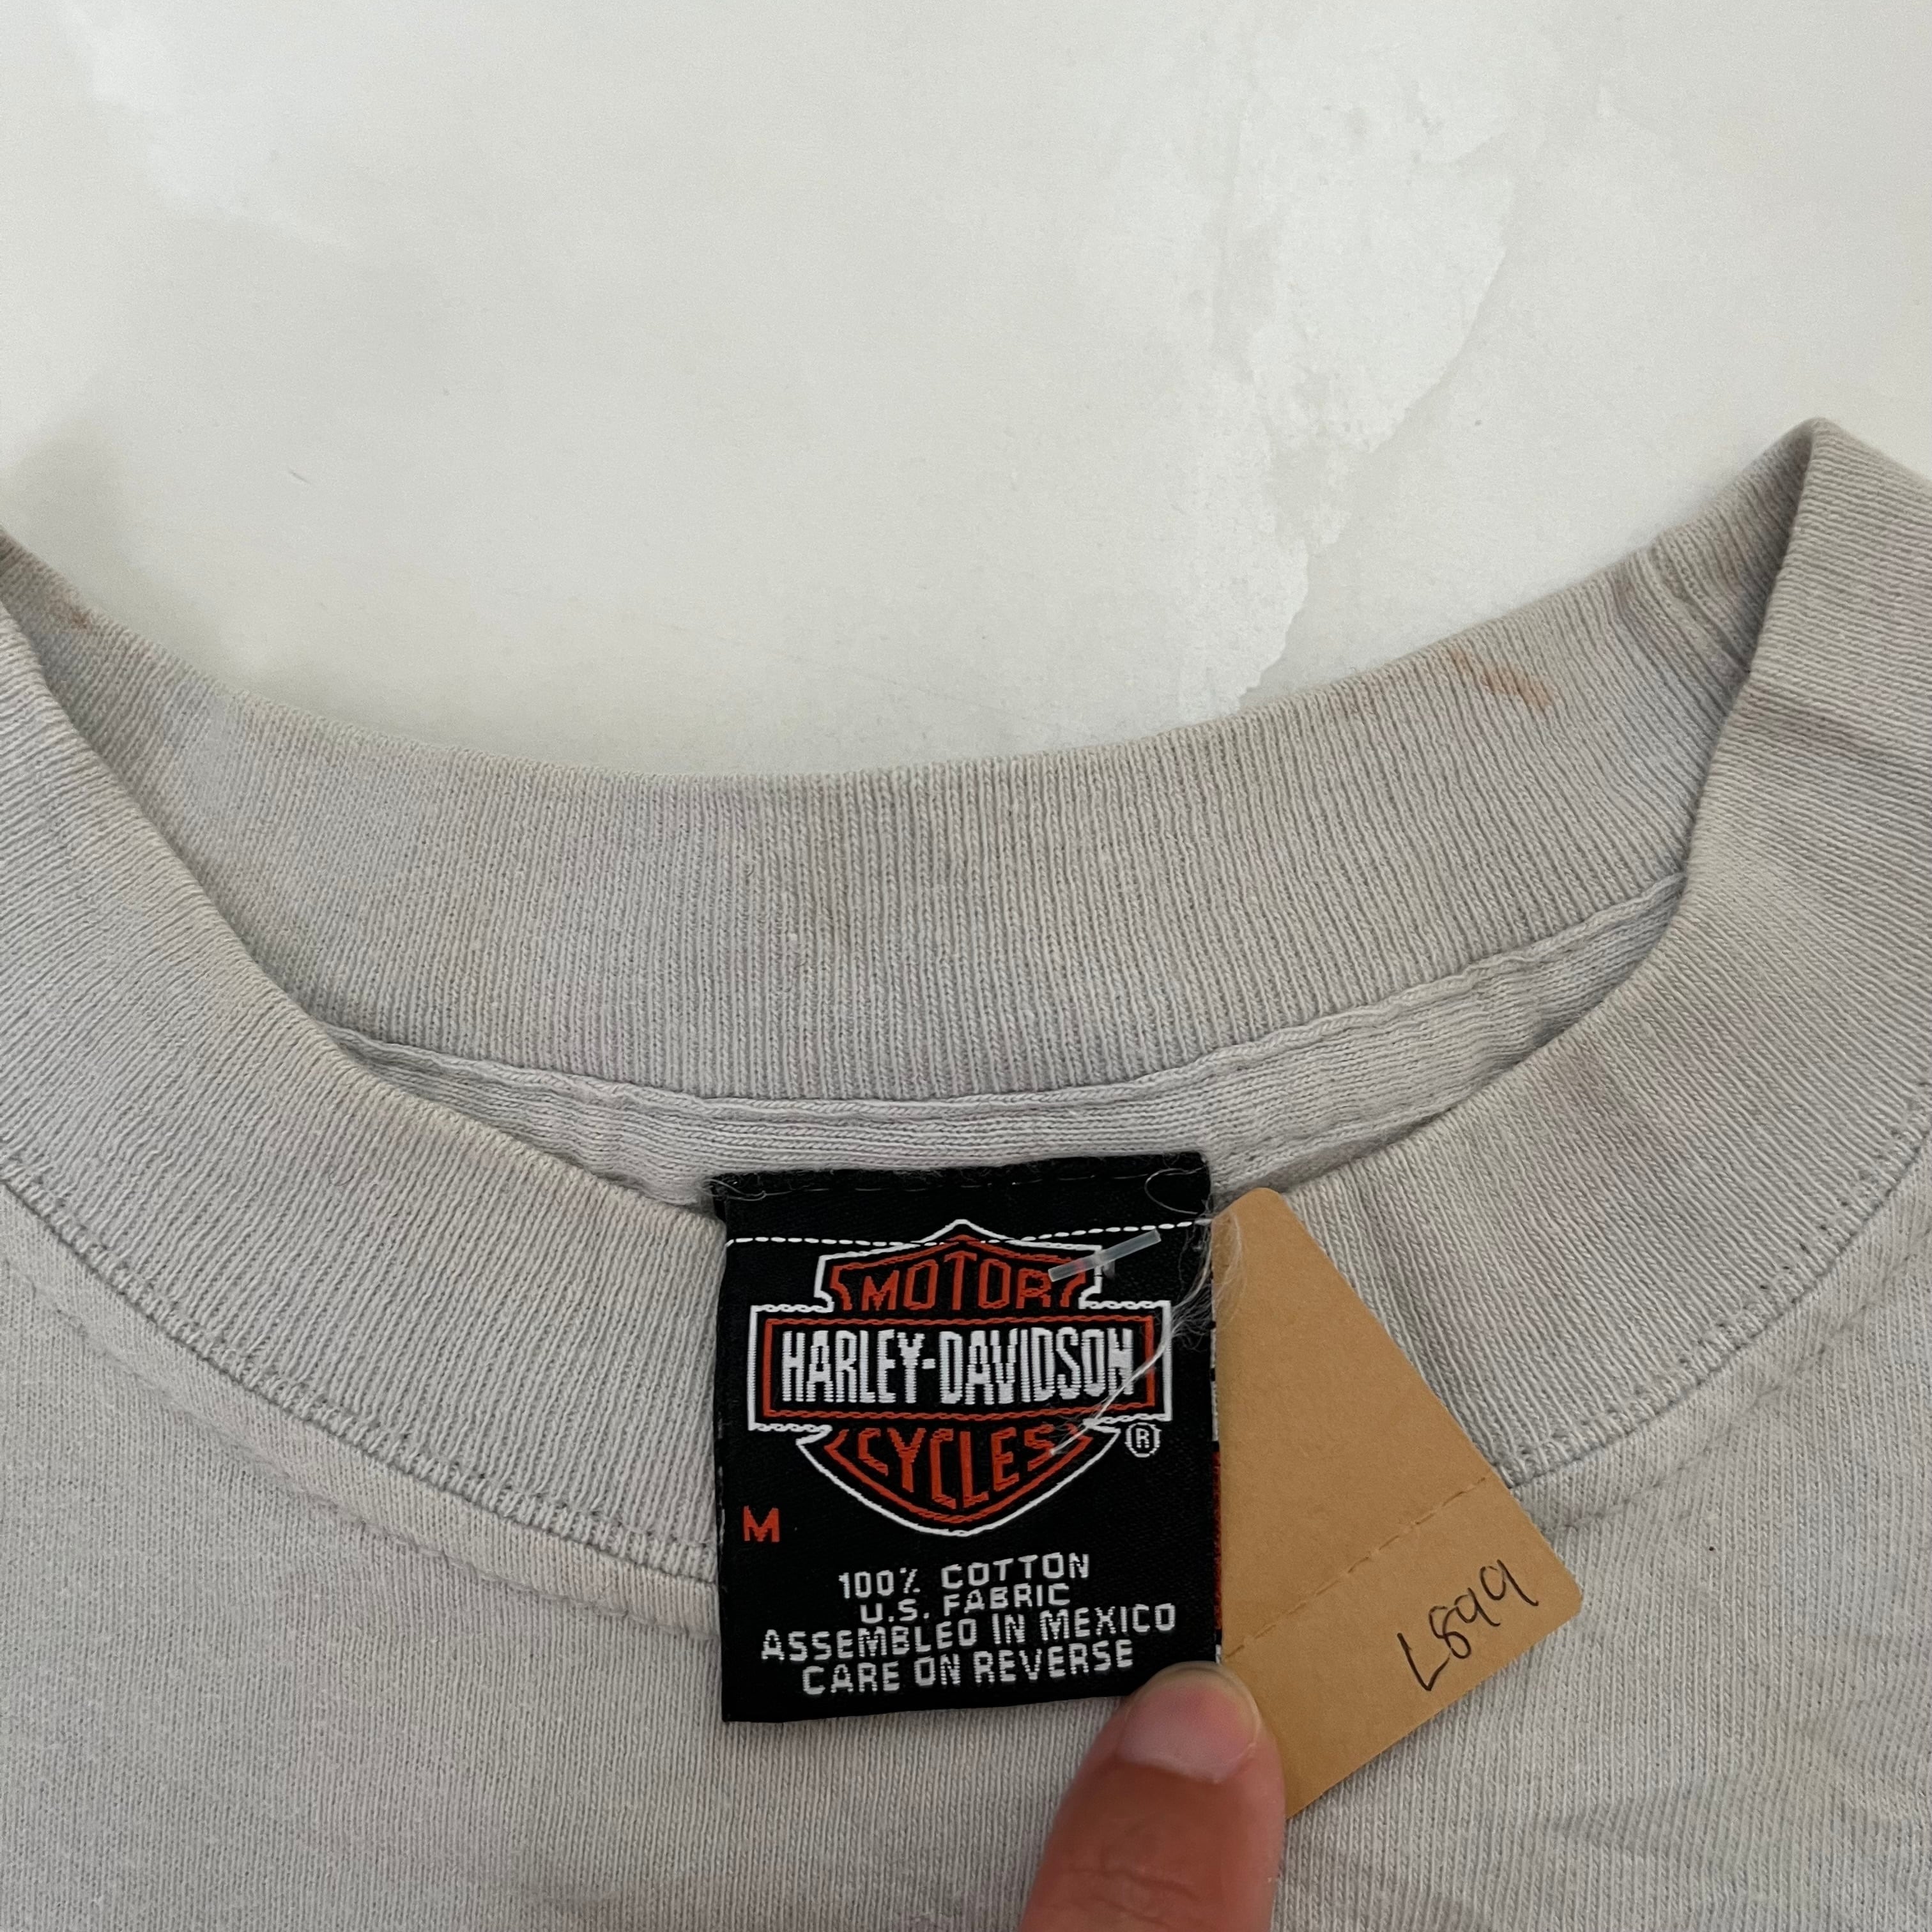 MOTOR
HARLEY-DAVIDSON
CYCLES
®
M
100% COTTON
U.S. FABRIC
ASSEMBLED IN MEXICO
CARE ON REVERSE
L899